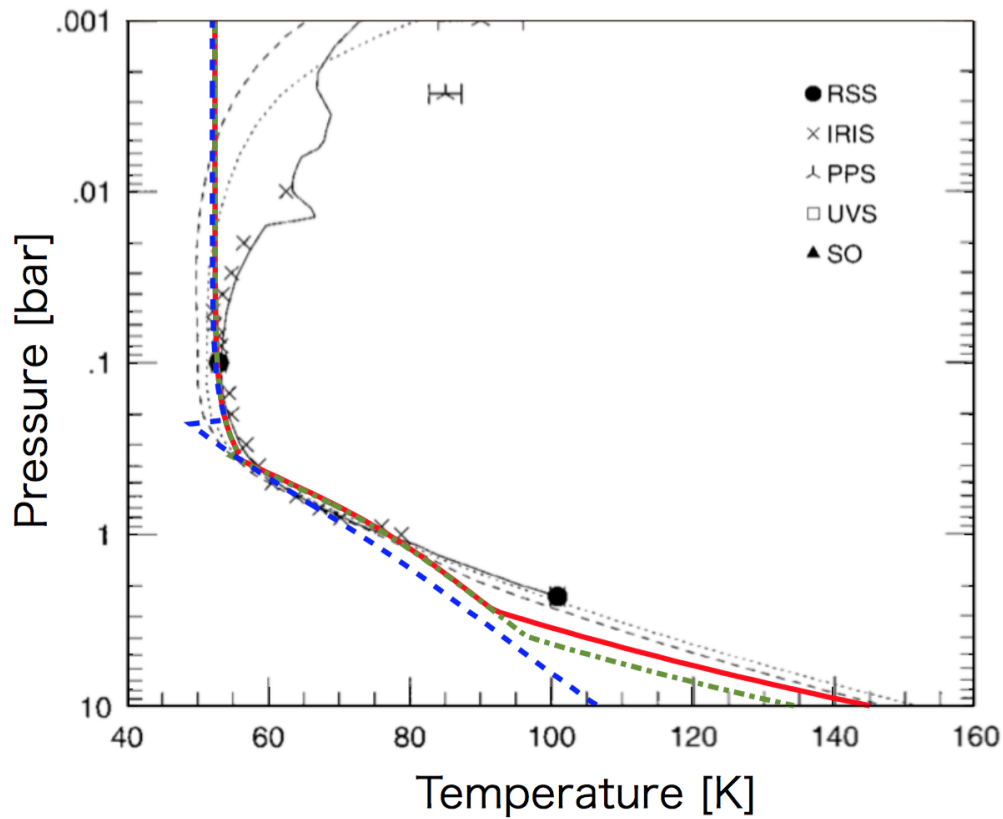 .001
.01
.1
1
10
Pressure [bar]
RSS
IRIS
PPS
UVS
SO
40 60 80 100 120 140 160
Temperature [K]